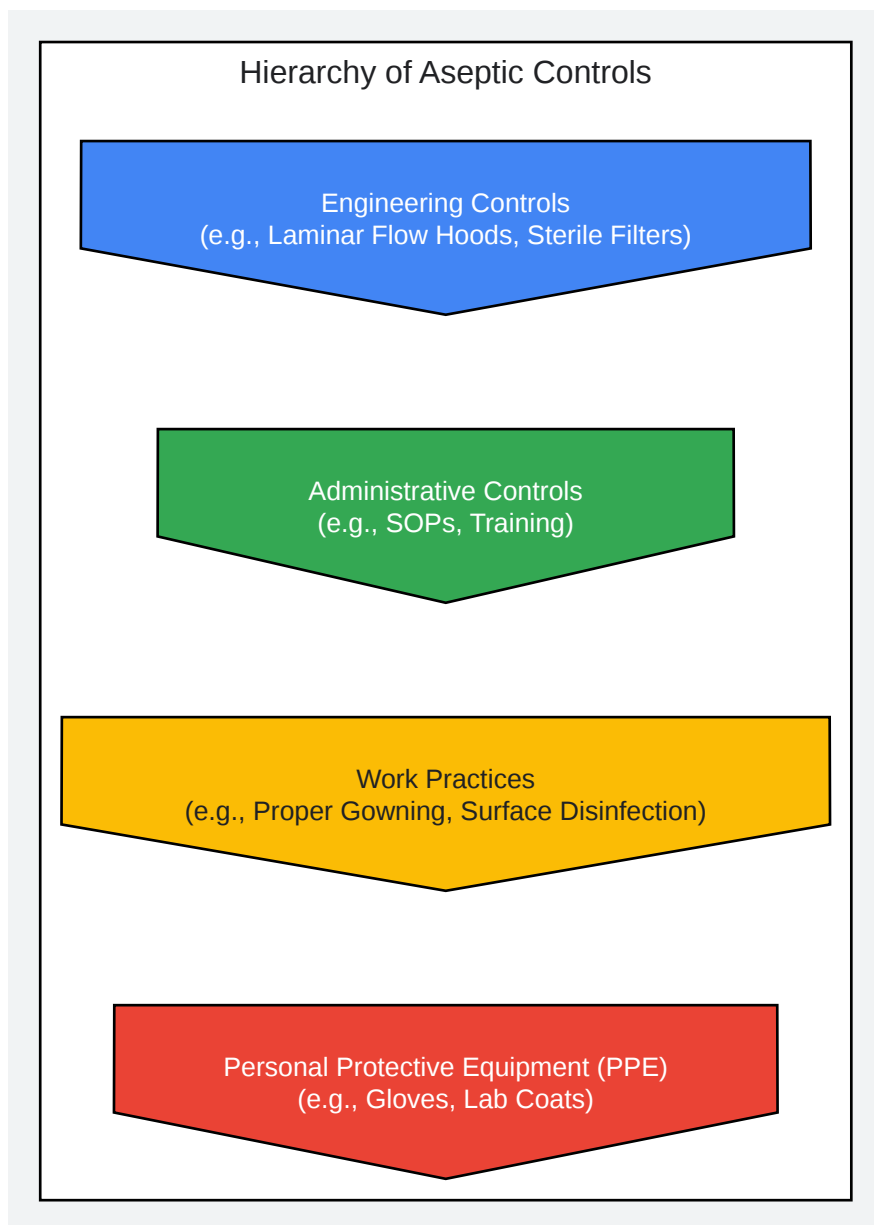 Hierarchy of Aseptic Controls
Engineering Controls
(e.g., Laminar Flow Hoods, Sterile Filters)
Administrative Controls
(e.g., SOPs, Training)
Work Practices
(e.g., Proper Gowning, Surface Disinfection)
Personal Protective Equipment (PPE)
(e.g., Gloves, Lab Coats)